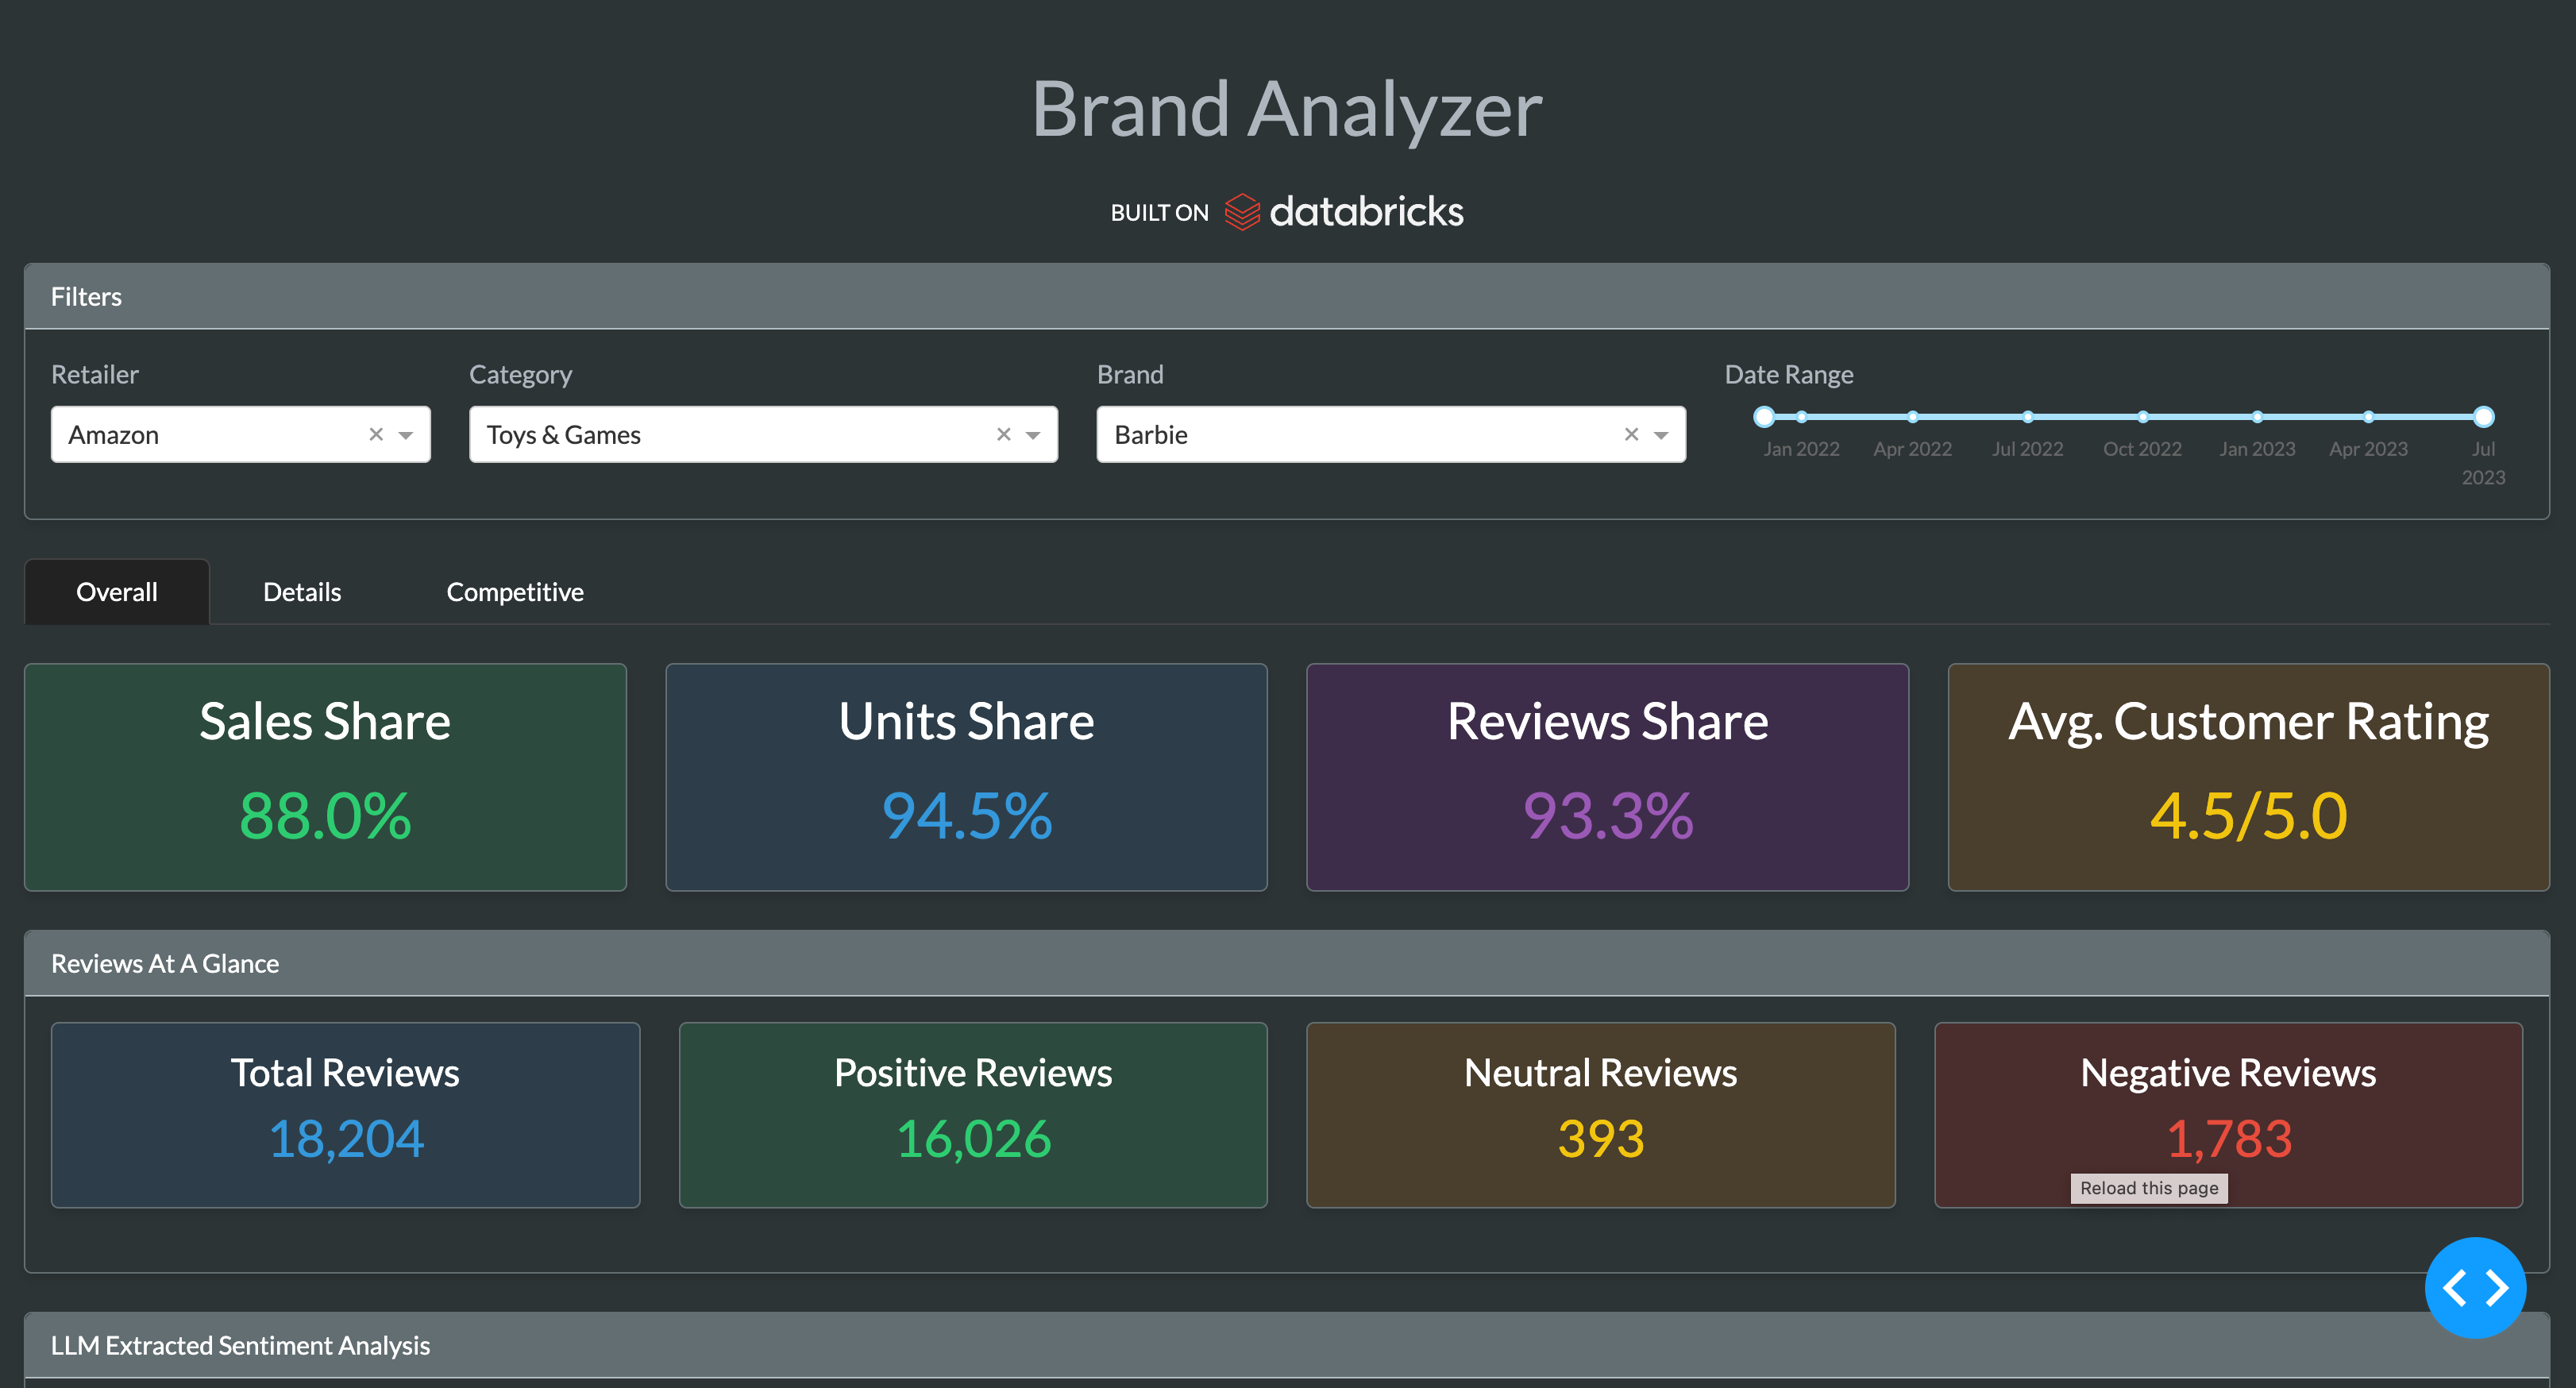 Brand Analyzer
BUILT ON databricks
Filters
Retailer Category Brand Date Range
Amazon Toys & Games Barbie
Jan 2022 Apr 2022 Jul 2022 Oct 2022 Jan 2023 Apr 2023 Jul 2023
Overall Details Competitive
Sales Share Units Share Reviews Share Avg. Customer Rating
88.0% 94.5% 93.3% 4.5/5.0
Reviews At A Glance
Total Reviews Positive Reviews Neutral Reviews Negative Reviews
18,204 16,026 393 1,783
Reload this page
LLM Extracted Sentiment Analysis